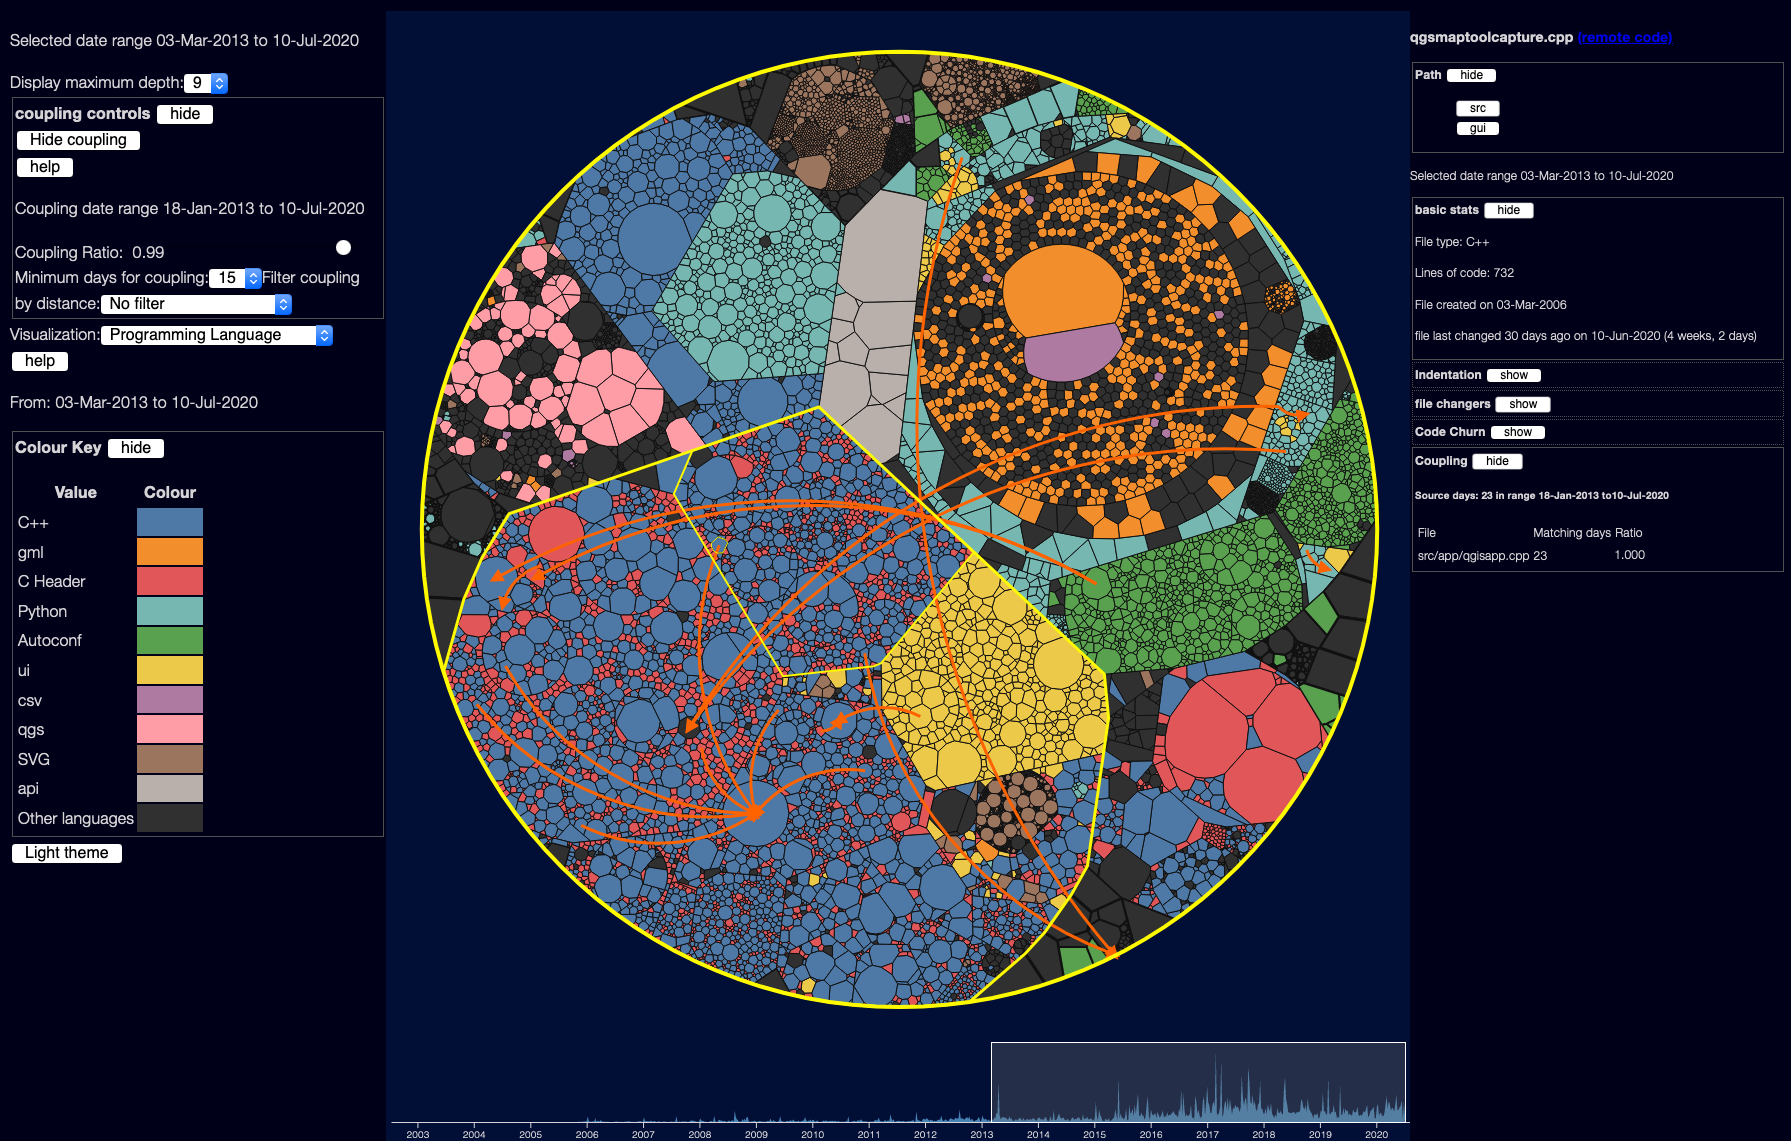 Selected date range 03-Mar-2013 to 10-Jul-2020
Display maximum depth: 9
coupling controls hide
Hide coupling
help
Coupling date range 18-Jan-2013 to 10-Jul-2020
Coupling Ratio: 0.99
Minimum days for coupling: 15 Filter coupling
by distance: No filter
Visualization: Programming Language
help
From: 03-Mar-2013 to 10-Jul-2020
Colour Key hide
Value Colour
C++
gml
C Header
Python
Autoconf
ui
csv
qgs
SVG
api
Other languages
Light theme
2003 2004 2005 2006 2007 2008 2009 2010 2011 2012 2013 2014 2015 2016 2017 2018 2019 2020
qgsmaptoolcapture.cpp (remote code)
Path hide
src
gui
Selected date range 03-Mar-2013 to 10-Jul-2020
basic stats hide
File type: C++
Lines of code: 732
File created on 03-Mar-2006
file last changed 30 days ago on 10-Jun-2020 (4 weeks, 2 days)
Indentation show
file changers show
Code Churn show
Coupling hide
Source days: 23 in range 18-Jan-2013 to10-Jul-2020
File Matching days Ratio
src/app/qgisapp.cpp 23 1.000